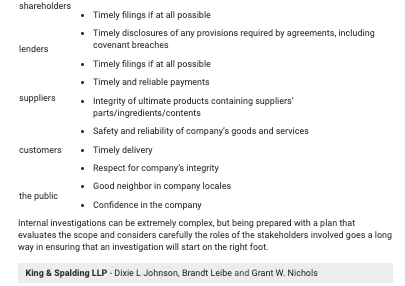 shareholders
• Timely filings if at all possible
• Timely disclosures of any provisions required by agreements, including
covenant breaches
lenders
• Timely filings if at all possible
• Timely and reliable payments
suppliers
• Integrity of ultimate products containing suppliers'
parts/ingredients/contents
• Safety and reliability of company's goods and services
customers
• Timely delivery
• Respect for company's integrity
• Good neighbor in company locales
the public
• Confidence in the company
Internal investigations can be extremely complex, but being prepared with a plan that
evaluates the scope and considers carefully the roles of the stakeholders involved goes a long
way in ensuring that an investigation will start on the right foot.
King & Spalding LLP - Dixie L Johnson, Brandt Leibe and Grant W. Nichols